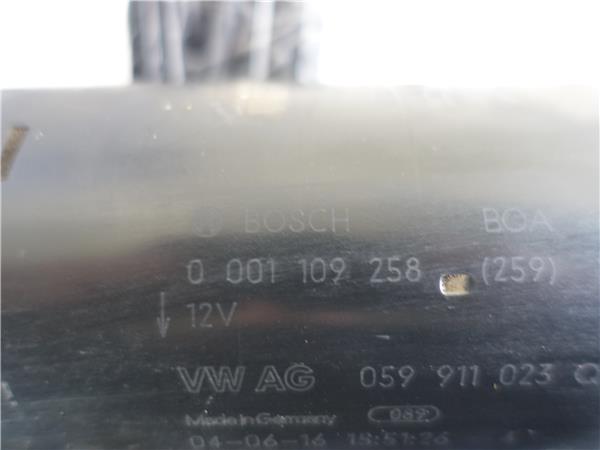 BOSCH BOA
0 001 109 258 (259)
12V
VW AG 059 911 023 Q
Made in Germany 089
04-06-16 15:51:26